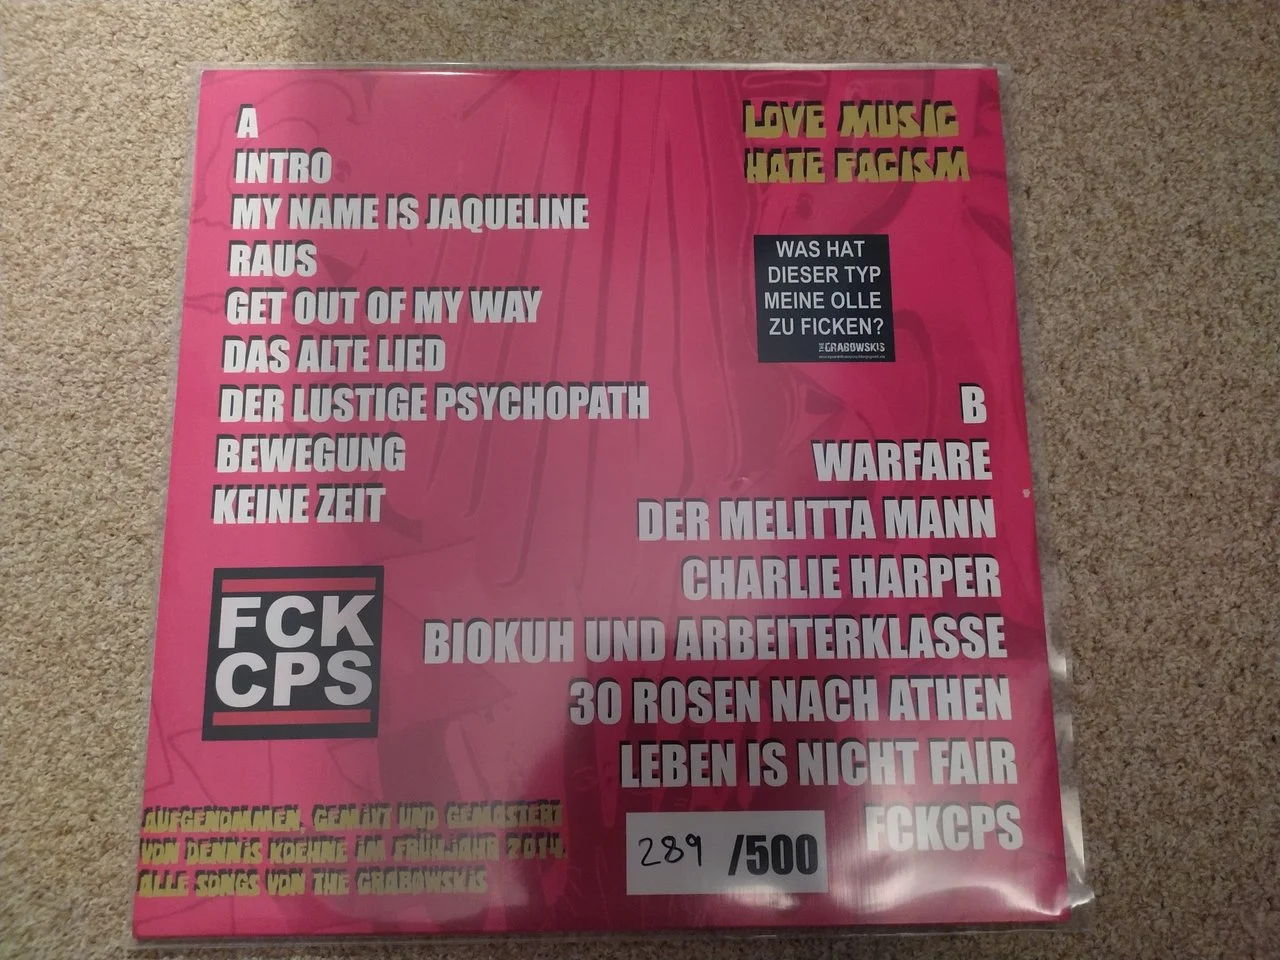 A
INTRO
MY NAME IS JAQUELINE
RAUS
GET OUT OF MY WAY
DAS ALTE LIED
DER LUSTIGE PSYCHOPATH
BEWEGUNG
KEINE ZEIT
LOVE MUSIC
HATE FACISM
WAS HAT
DIESER TYP
MEINE OLLE
ZU FICKEN?
THE GRABOWSKIS
B
WARFARE
DER MELITTA MANN
CHARLIE HARPER
BIOKUH UND ARBEITERKLASSE
30 ROSEN NACH ATHEN
LEBEN IS NICHT FAIR
FCKCPS
FCK
CPS
AUFGENOMMEN, GEMIXT UND GEMASTERT
VON DENNIS KOEHNE IM FRÜHJAHR 2014.
ALLE SONGS VON THE GRABOWSKIS
289 /500